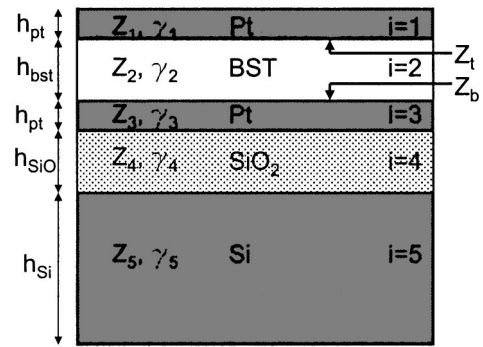 h_pt Z_1, γ_1 Pt i=1
Z_t
h_bst Z_2, γ_2 BST i=2
Z_b
h_pt Z_3, γ_3 Pt i=3
h_SiO Z_4, γ_4 SiO_2 i=4
h_Si Z_5, γ_5 Si i=5